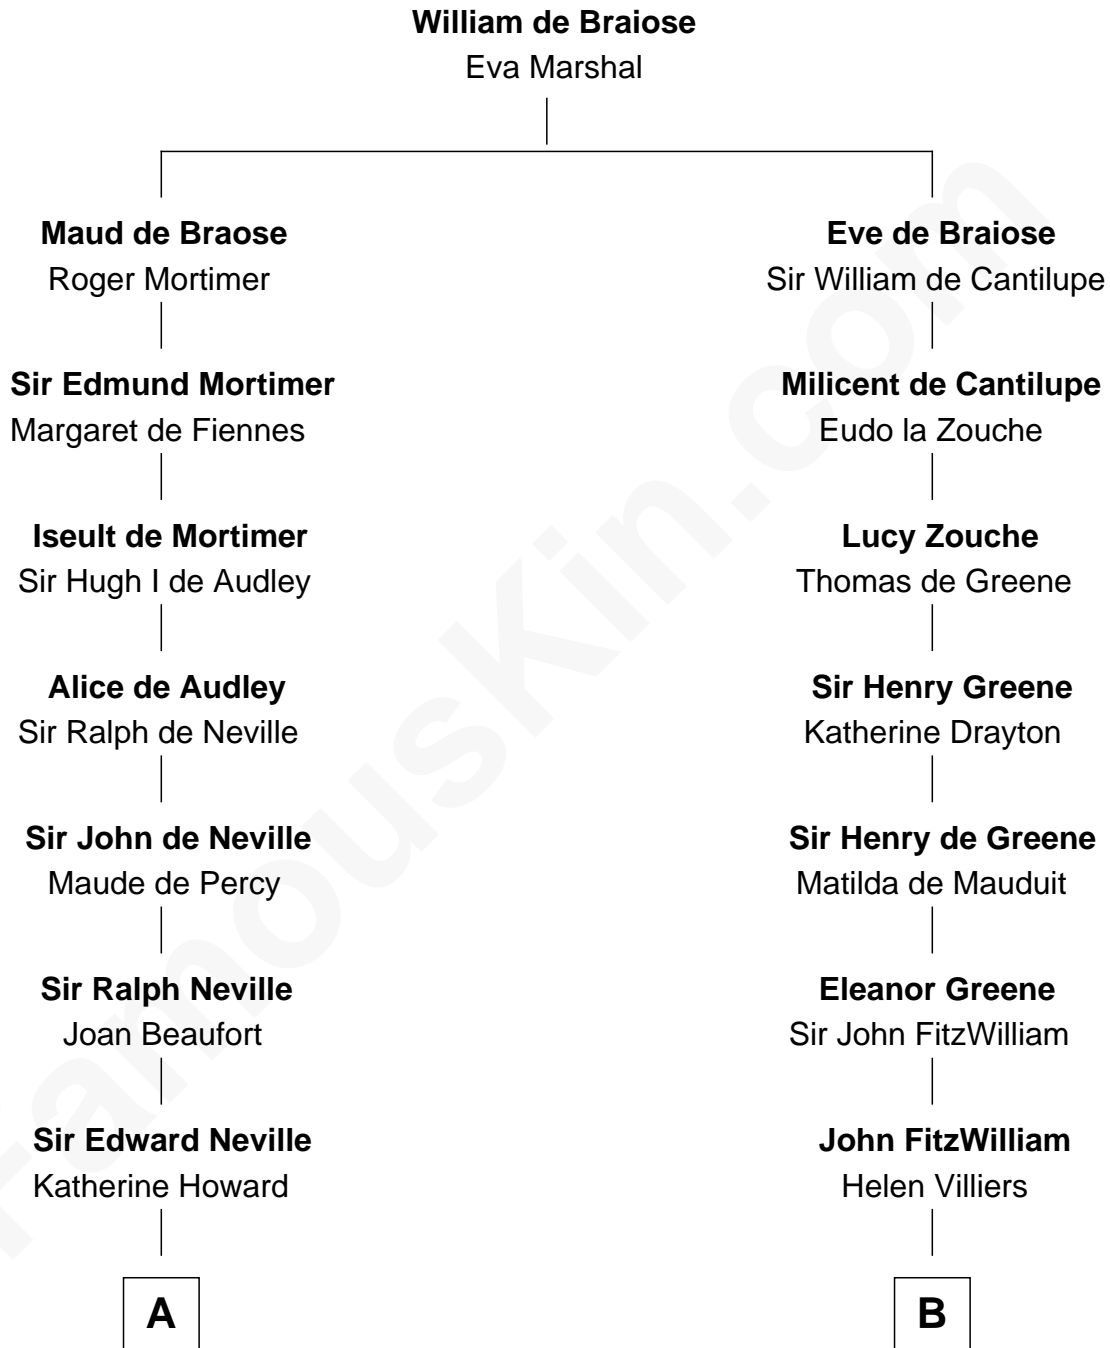 William de Braiose
Eva Marshal
Maud de Braose
Roger Mortimer
Eve de Braiose
Sir William de Cantilupe
Sir Edmund Mortimer
Margaret de Fiennes
Milicent de Cantilupe
Eudo la Zouche
Iseult de Mortimer
Sir Hugh I de Audley
Lucy Zouche
Thomas de Greene
Alice de Audley
Sir Ralph de Neville
Sir Henry Greene
Katherine Drayton
Sir John de Neville
Maude de Percy
Sir Henry de Greene
Matilda de Mauduit
Sir Ralph Neville
Joan Beaufort
Eleanor Greene
Sir John FitzWilliam
Sir Edward Neville
Katherine Howard
John FitzWilliam
Helen Villiers
A
B
FamousKin.com